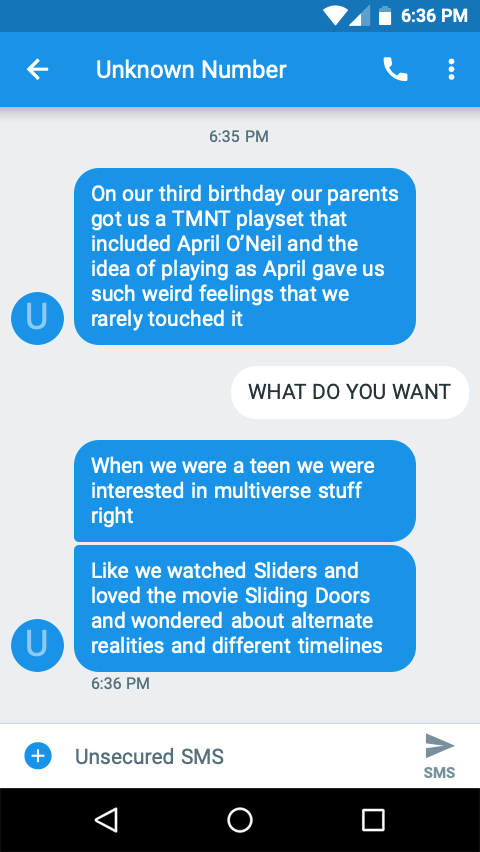 6:36 PM
Unknown Number
6:35 PM
On our third birthday our parents
got us a TMNT playset that
included April O’Neil and the
idea of playing as April gave us
such weird feelings that we
rarely touched it
U
WHAT DO YOU WANT
When we were a teen we were
interested in multiverse stuff
right
Like we watched Sliders and
loved the movie Sliding Doors
and wondered about alternate
realities and different timelines
U
6:36 PM
Unsecured SMS
SMS